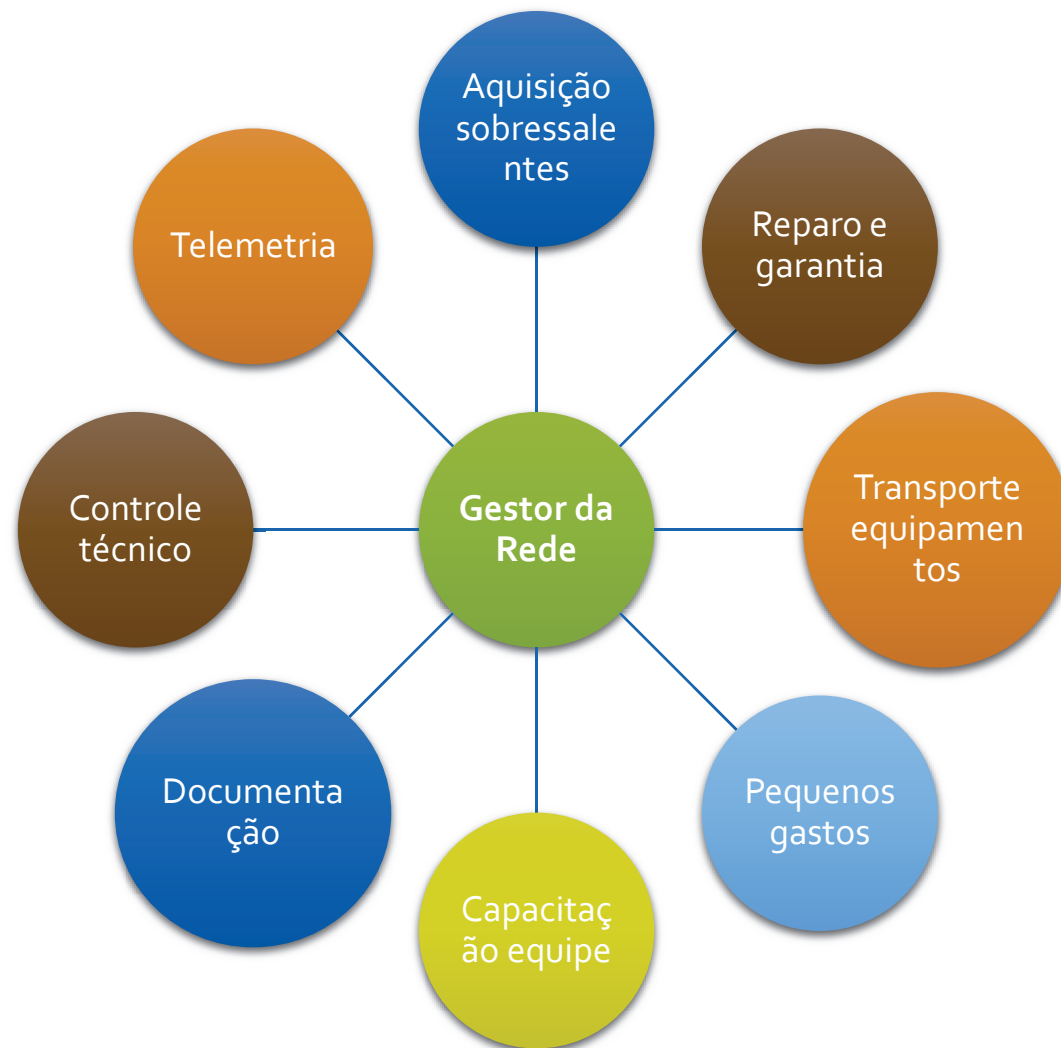 Aquisição
sobressale
ntes
Reparo e
garantia
Transporte
equipamen
tos
Pequenos
gastos
Capacitaç
ão equipe
Documenta
ção
Controle
técnico
Telemetria
Gestor da
Rede